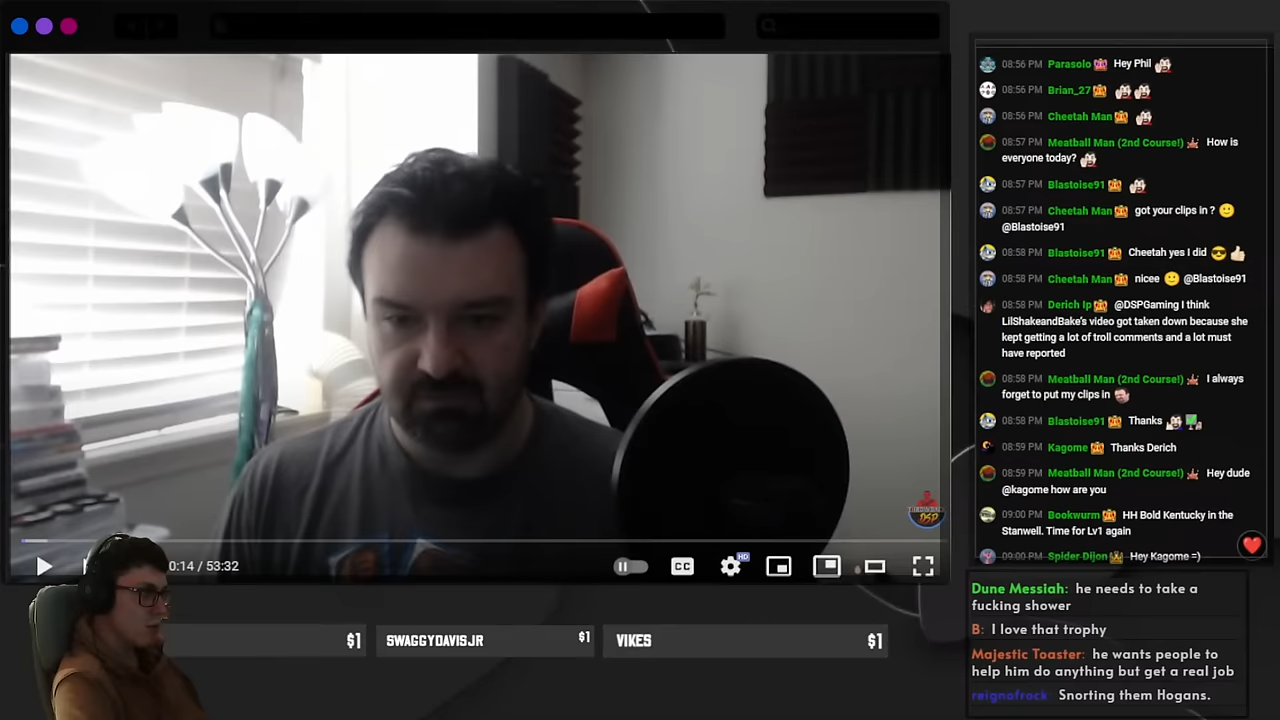 08:56 PM Parasolo Hey Phil
08:56 PM Brian_27
08:56 PM Cheetah Man
08:57 PM Meatball Man (2nd Course!) How is
everyone today?
08:57 PM Blastoise91
08:57 PM Cheetah Man got your clips in ?
@Blastoise91
08:58 PM Blastoise91 Cheetah yes I did
08:58 PM Cheetah Man nicee @Blastoise91
08:58 PM Derich Ip @DSPGaming I think
LilShakeandBake's video got taken down because she
kept getting a lot of troll comments and a lot must
have reported
08:58 PM Meatball Man (2nd Course!) I always
forget to put my clips in
08:58 PM Blastoise91 Thanks
08:59 PM Kagome Thanks Derich
08:59 PM Meatball Man (2nd Course!) Hey dude
@kagome how are you
09:00 PM Bookwurm HH Bold Kentucky in the
Stanwell. Time for Lv1 again
09:00 PM Spider Dijon Hey Kagome =)
DSP
0:14 / 53:32
CC
HD
$1
SWAGGYDAVISJR $1
VIKES $1
Dune Messiah: he needs to take a
fucking shower
B: I love that trophy
Majestic Toaster: he wants people to
help him do anything but get a real job
reignofrock Snorting them Hogans.